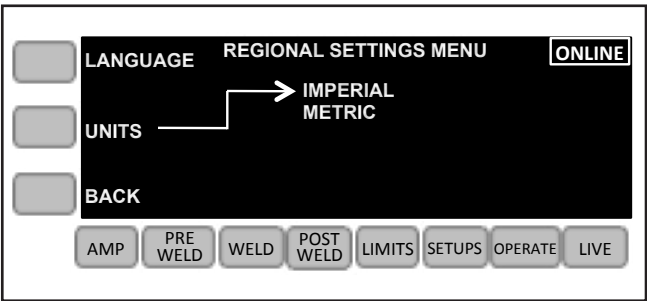 REGIONAL SETTINGS MENU
ONLINE
LANGUAGE
IMPERIAL
METRIC
UNITS
BACK
AMP
PRE
WELD
WELD
POST
WELD
LIMITS
SETUPS
OPERATE
LIVE